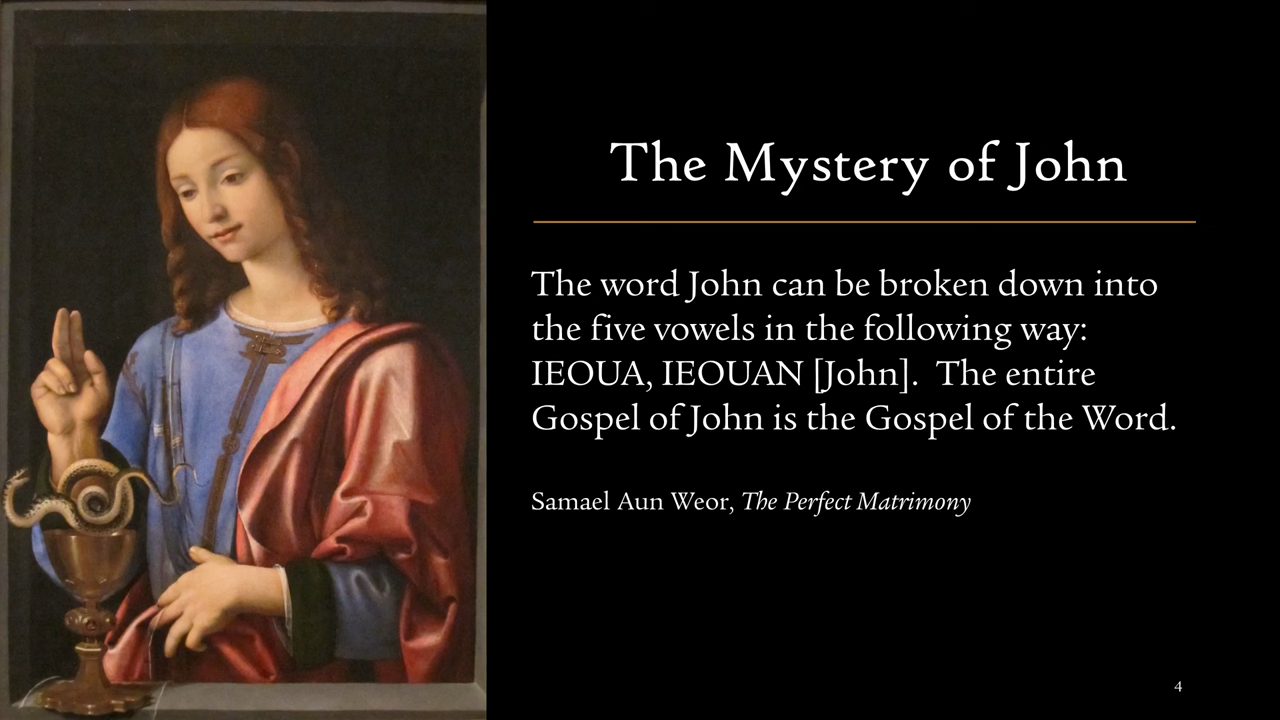 The Mystery of John
The word John can be broken down into
the five vowels in the following way:
IEOUA, IEOUAN [John].  The entire
Gospel of John is the Gospel of the Word.
Samael Aun Weor, The Perfect Matrimony
4